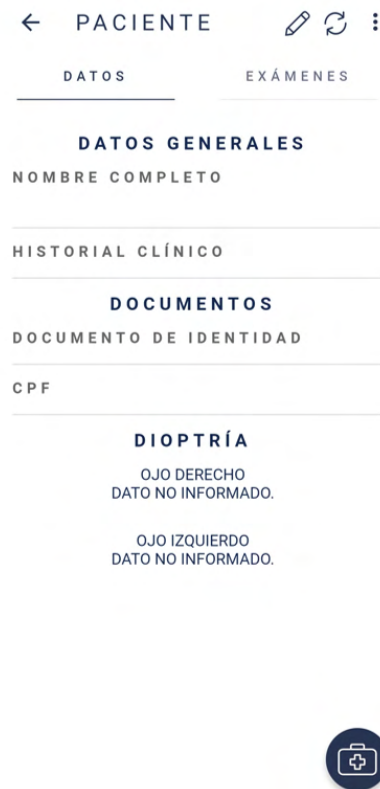 PACIENTE
DATOS EXÁMENES
DATOS GENERALES
NOMBRE COMPLETO
HISTORIAL CLÍNICO
DOCUMENTOS
DOCUMENTO DE IDENTIDAD
CPF
DIOPTRÍA
OJO DERECHO
DATO NO INFORMADO.
OJO IZQUIERDO
DATO NO INFORMADO.